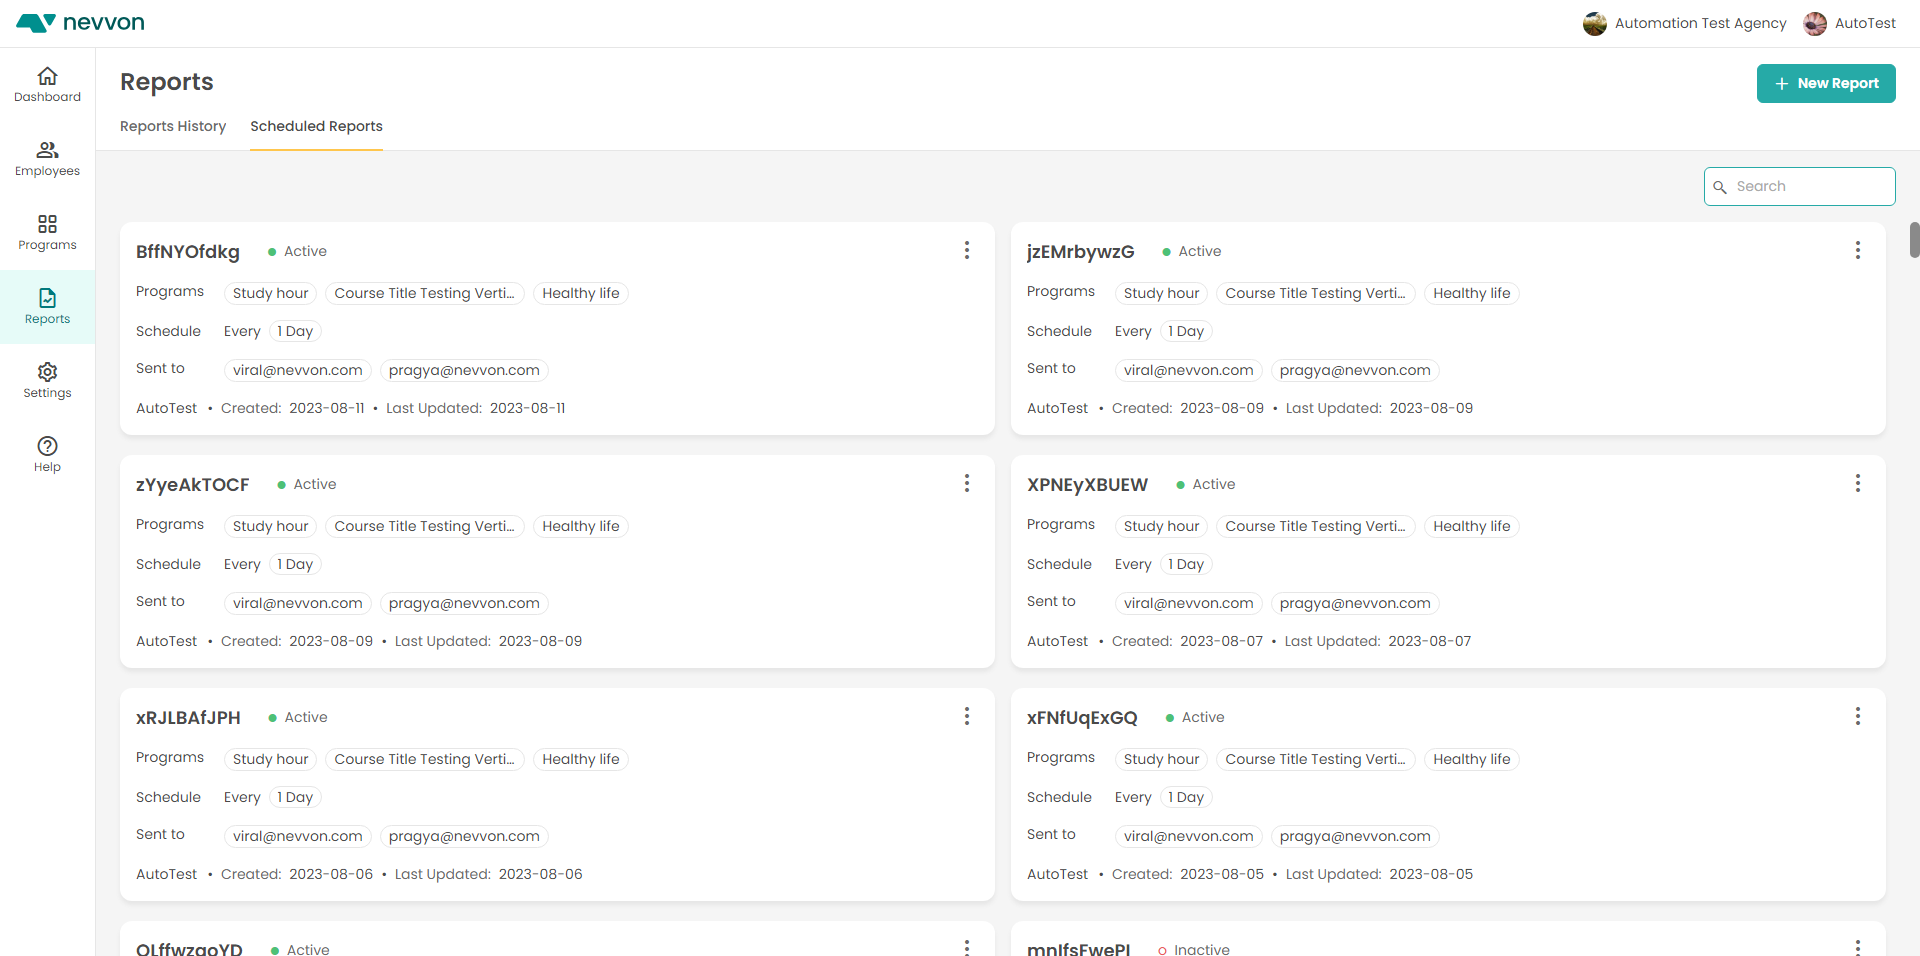 nevvon
Automation Test Agency
AutoTest
Dashboard
Employees
Programs
Reports
Settings
Help
Reports
+ New Report
Reports History
Scheduled Reports
Search
BffNYOfdkg
Active
Programs Study hour Course Title Testing Verti... Healthy life
Schedule Every 1 Day
Sent to viral@nevvon.com pragya@nevvon.com
AutoTest • Created: 2023-08-11 • Last Updated: 2023-08-11
jzEMrbywzG
Active
Programs Study hour Course Title Testing Verti... Healthy life
Schedule Every 1 Day
Sent to viral@nevvon.com pragya@nevvon.com
AutoTest • Created: 2023-08-09 • Last Updated: 2023-08-09
zYyeAkTOCF
Active
Programs Study hour Course Title Testing Verti... Healthy life
Schedule Every 1 Day
Sent to viral@nevvon.com pragya@nevvon.com
AutoTest • Created: 2023-08-09 • Last Updated: 2023-08-09
XPNEyXBUEW
Active
Programs Study hour Course Title Testing Verti... Healthy life
Schedule Every 1 Day
Sent to viral@nevvon.com pragya@nevvon.com
AutoTest • Created: 2023-08-07 • Last Updated: 2023-08-07
xRJLBAfJPH
Active
Programs Study hour Course Title Testing Verti... Healthy life
Schedule Every 1 Day
Sent to viral@nevvon.com pragya@nevvon.com
AutoTest • Created: 2023-08-06 • Last Updated: 2023-08-06
xFNfUqExGQ
Active
Programs Study hour Course Title Testing Verti... Healthy life
Schedule Every 1 Day
Sent to viral@nevvon.com pragya@nevvon.com
AutoTest • Created: 2023-08-05 • Last Updated: 2023-08-05
Active
Inactive